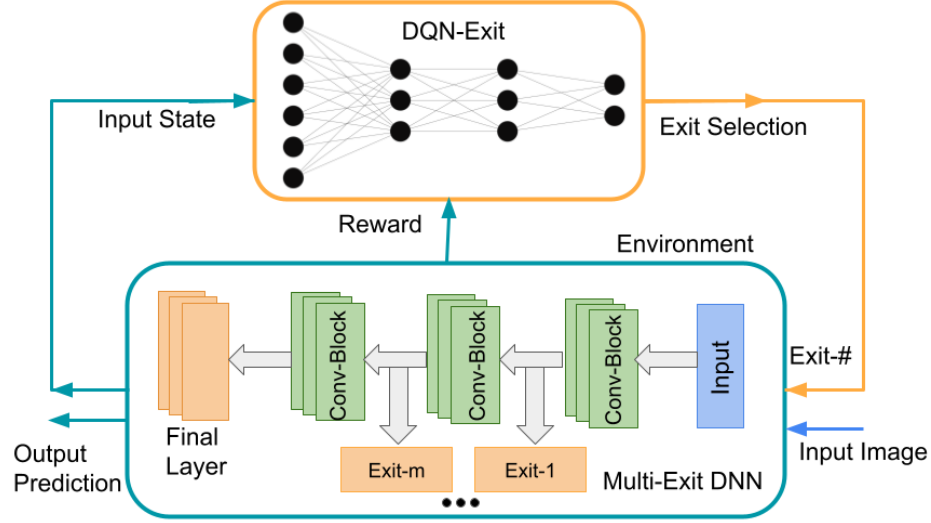 DQN-Exit
Input State
Exit Selection
Reward
Environment
Conv-Block
Conv-Block
Conv-Block
Input
Exit-#
Final
Layer
Exit-m
Exit-1
Output
Prediction
Multi-Exit DNN
Input Image